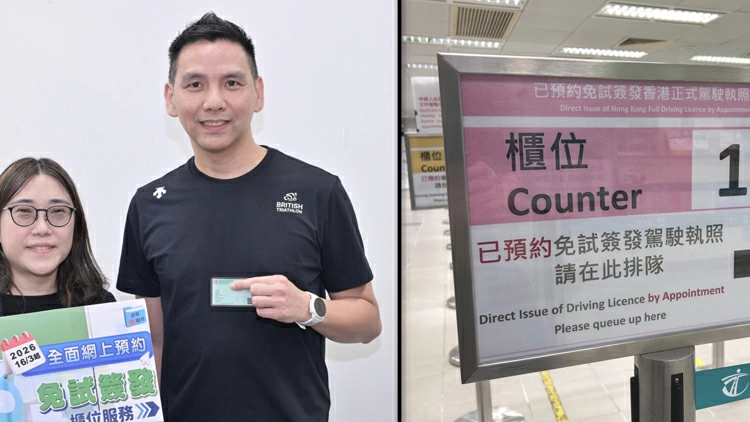 BRITISH
TRIATHLON
2026
16/3起
全面網上預約
免試簽發
櫃位服務
已預約免試簽發香港正式駕駛執照
Direct Issue of Hong Kong Full Driving Licence by Appointment
櫃位
Counter
1
已預約免試簽發駕駛執照
請在此排隊
Direct Issue of Driving Licence by Appointment
Please queue up here